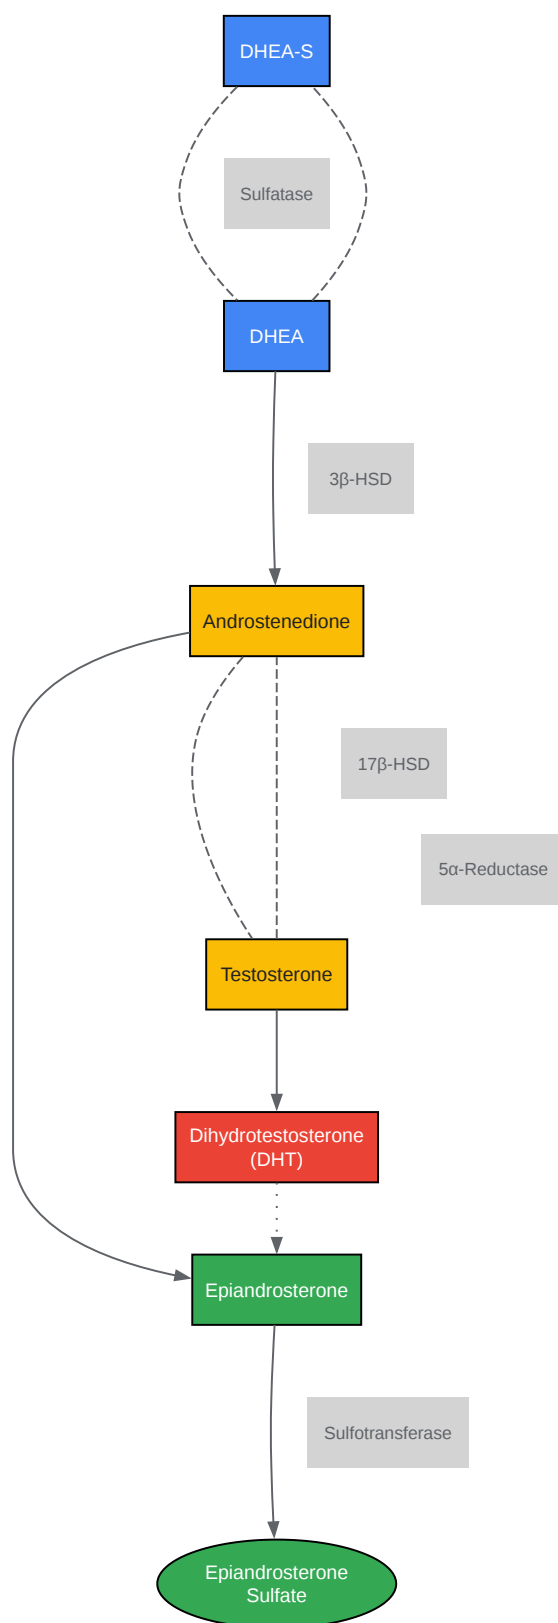 DHEA-S
Sulfatase
DHEA
3β-HSD
Androstenedione
17β-HSD
5α-Reductase
Testosterone
Dihydrotestosterone
(DHT)
Epiandrosterone
Sulfotransferase
Epiandrosterone
Sulfate